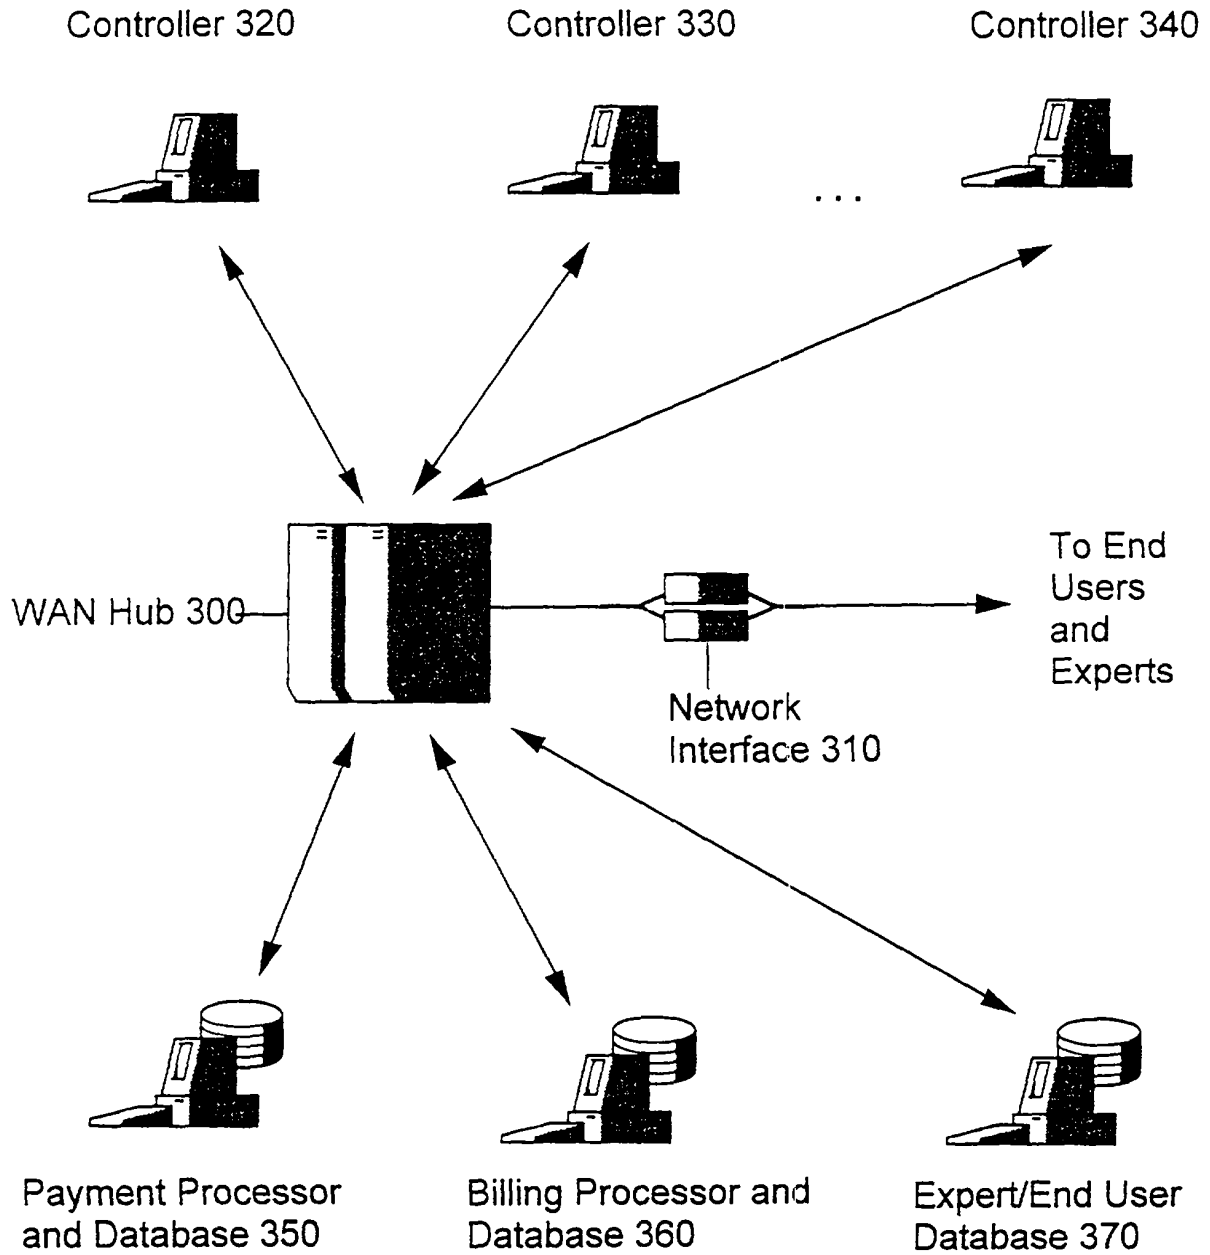 Controller 320
Controller 330
Controller 340
. . .
WAN Hub 300
To End
Users
and
Experts
Network
Interface 310
Payment Processor
and Database 350
Billing Processor and
Database 360
Expert/End User
Database 370